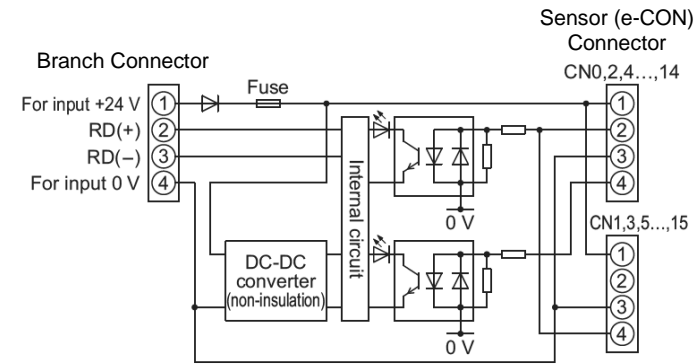 Sensor (e-CON)
Connector
Branch Connector
CN0,2,4...,14
Fuse
For input +24 V
RD(+)
RD(−)
For input 0 V
1
2
3
4
1
2
3
4
Internal circuit
0 V
CN1,3,5...,15
DC-DC
converter
(non-insulation)
1
2
3
4
0 V